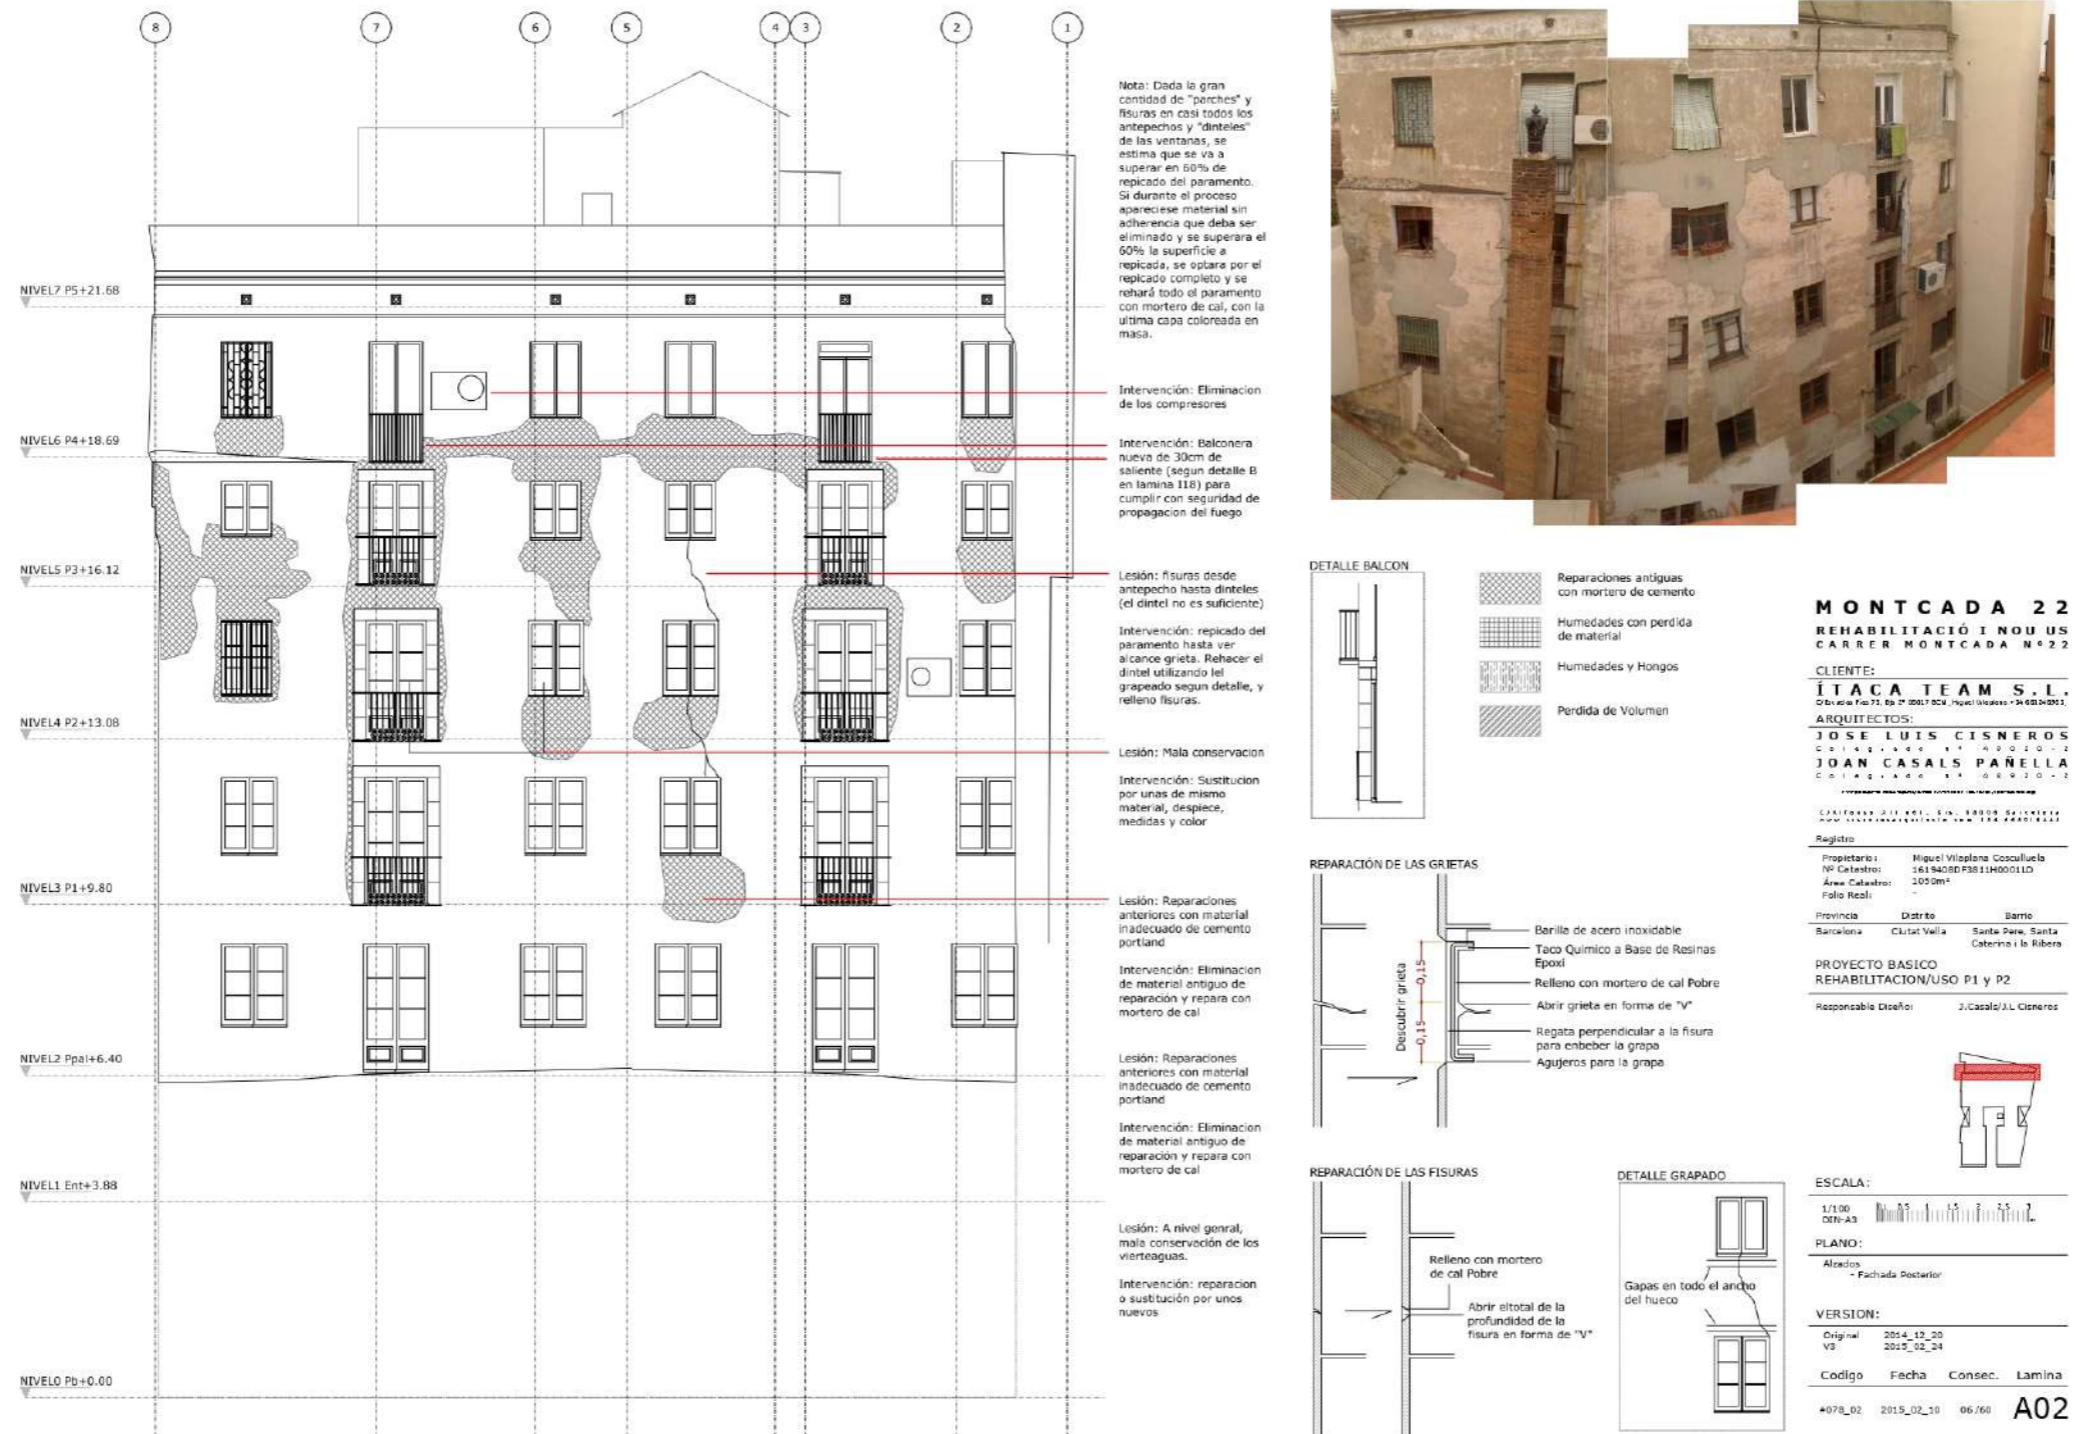 8
7
6
5
4
3
2
1
NIVEL7 P5+21.68
NIVEL6 P4+18.69
NIVEL5 P3+16.12
NIVEL4 P2+13.08
NIVEL3 P1+9.80
NIVEL2 Ppal+6.40
NIVEL1 Ent+3.88
NIVEL0 Pb+0.00
Nota: Dada la gran
cantidad de "parches" y
fisuras en casi todos los
antepechos y "dinteles"
de las ventanas, se
estima que se va a
superar en 60% de
repicado del paramento.
Si durante el proceso
apareciese material sin
adherencia que deba ser
eliminado y se superara el
60% la superficie a
repicada, se optara por el
repicado completo y se
rehará todo el paramento
con mortero de cal, con la
ultima capa coloreada en
masa.
Intervención: Eliminacion
de los compresores
Intervención: Balconera
nueva de 30cm de
saliente (segun detalle B
en lamina I18) para
cumplir con seguridad de
propagacion del fuego
Lesión: fisuras desde
antepecho hasta dinteles
(el dintel no es suficiente)
Intervención: repicado del
paramento hasta ver
alcance grieta. Rehacer el
dintel utilizando lel
grapeado segun detalle, y
relleno fisuras.
Lesión: Mala conservacion
Intervención: Sustitucion
por unas de mismo
material, despiece,
medidas y color
Lesión: Reparaciones
anteriores con material
inadecuado de cemento
portland
Intervención: Eliminacion
de material antiguo de
reparación y repara con
mortero de cal
Lesión: Reparaciones
anteriores con material
inadecuado de cemento
portland
Intervención: Eliminacion
de material antiguo de
reparación y repara con
mortero de cal
Lesión: A nivel genral,
mala conservación de los
vierteaguas.
Intervención: reparacion
o sustitución por unos
nuevos
DETALLE BALCON
Reparaciones antiguas
con mortero de cemento
Humedades con perdida
de material
Humedades y Hongos
Perdida de Volumen
REPARACIÓN DE LAS GRIETAS
Descubrir grieta
0,15
0,15
Barilla de acero inoxidable
Taco Quimico a Base de Resinas
Epoxi
Relleno con mortero de cal Pobre
Abrir grieta en forma de "V"
Regata perpendicular a la fisura
para enbeber la grapa
Agujeros para la grapa
REPARACIÓN DE LAS FISURAS
Relleno con mortero
de cal Pobre
Abrir eltotal de la
profundidad de la
fisura en forma de "V"
DETALLE GRAPADO
Gapas en todo el ancho
del hueco
MONTCADA 22
REHABILITACIÓ I NOU US
CARRER MONTCADA Nº22
CLIENTE:
ÍTACA TEAM S.L.
ARQUITECTOS:
JOSE LUIS CISNEROS
JOAN CASALS PAÑELLA
Registro
Propietario: Miguel Vilaplana Cosculluela
Nº Catastro: 1619408DF3811H0001LD
Área Catastro: 1050m²
Folio Real: -
Provincia Distrito Barrio
Barcelona Ciutat Vella Sante Pere, Santa
Caterina i la Ribera
PROYECTO BASICO
REHABILITACION/USO P1 y P2
Responsable Diseño: J.Casals/J.L Cisneros
ESCALA:
1/100
DIN-A3
0,5 1 1,5 2 2,5 3
PLANO:
Alzados
- Fachada Posterior
VERSION:
Original 2014_12_20
V3 2015_02_24
Codigo Fecha Consec. Lamina
#078_02 2015_02_10 06/60 A02